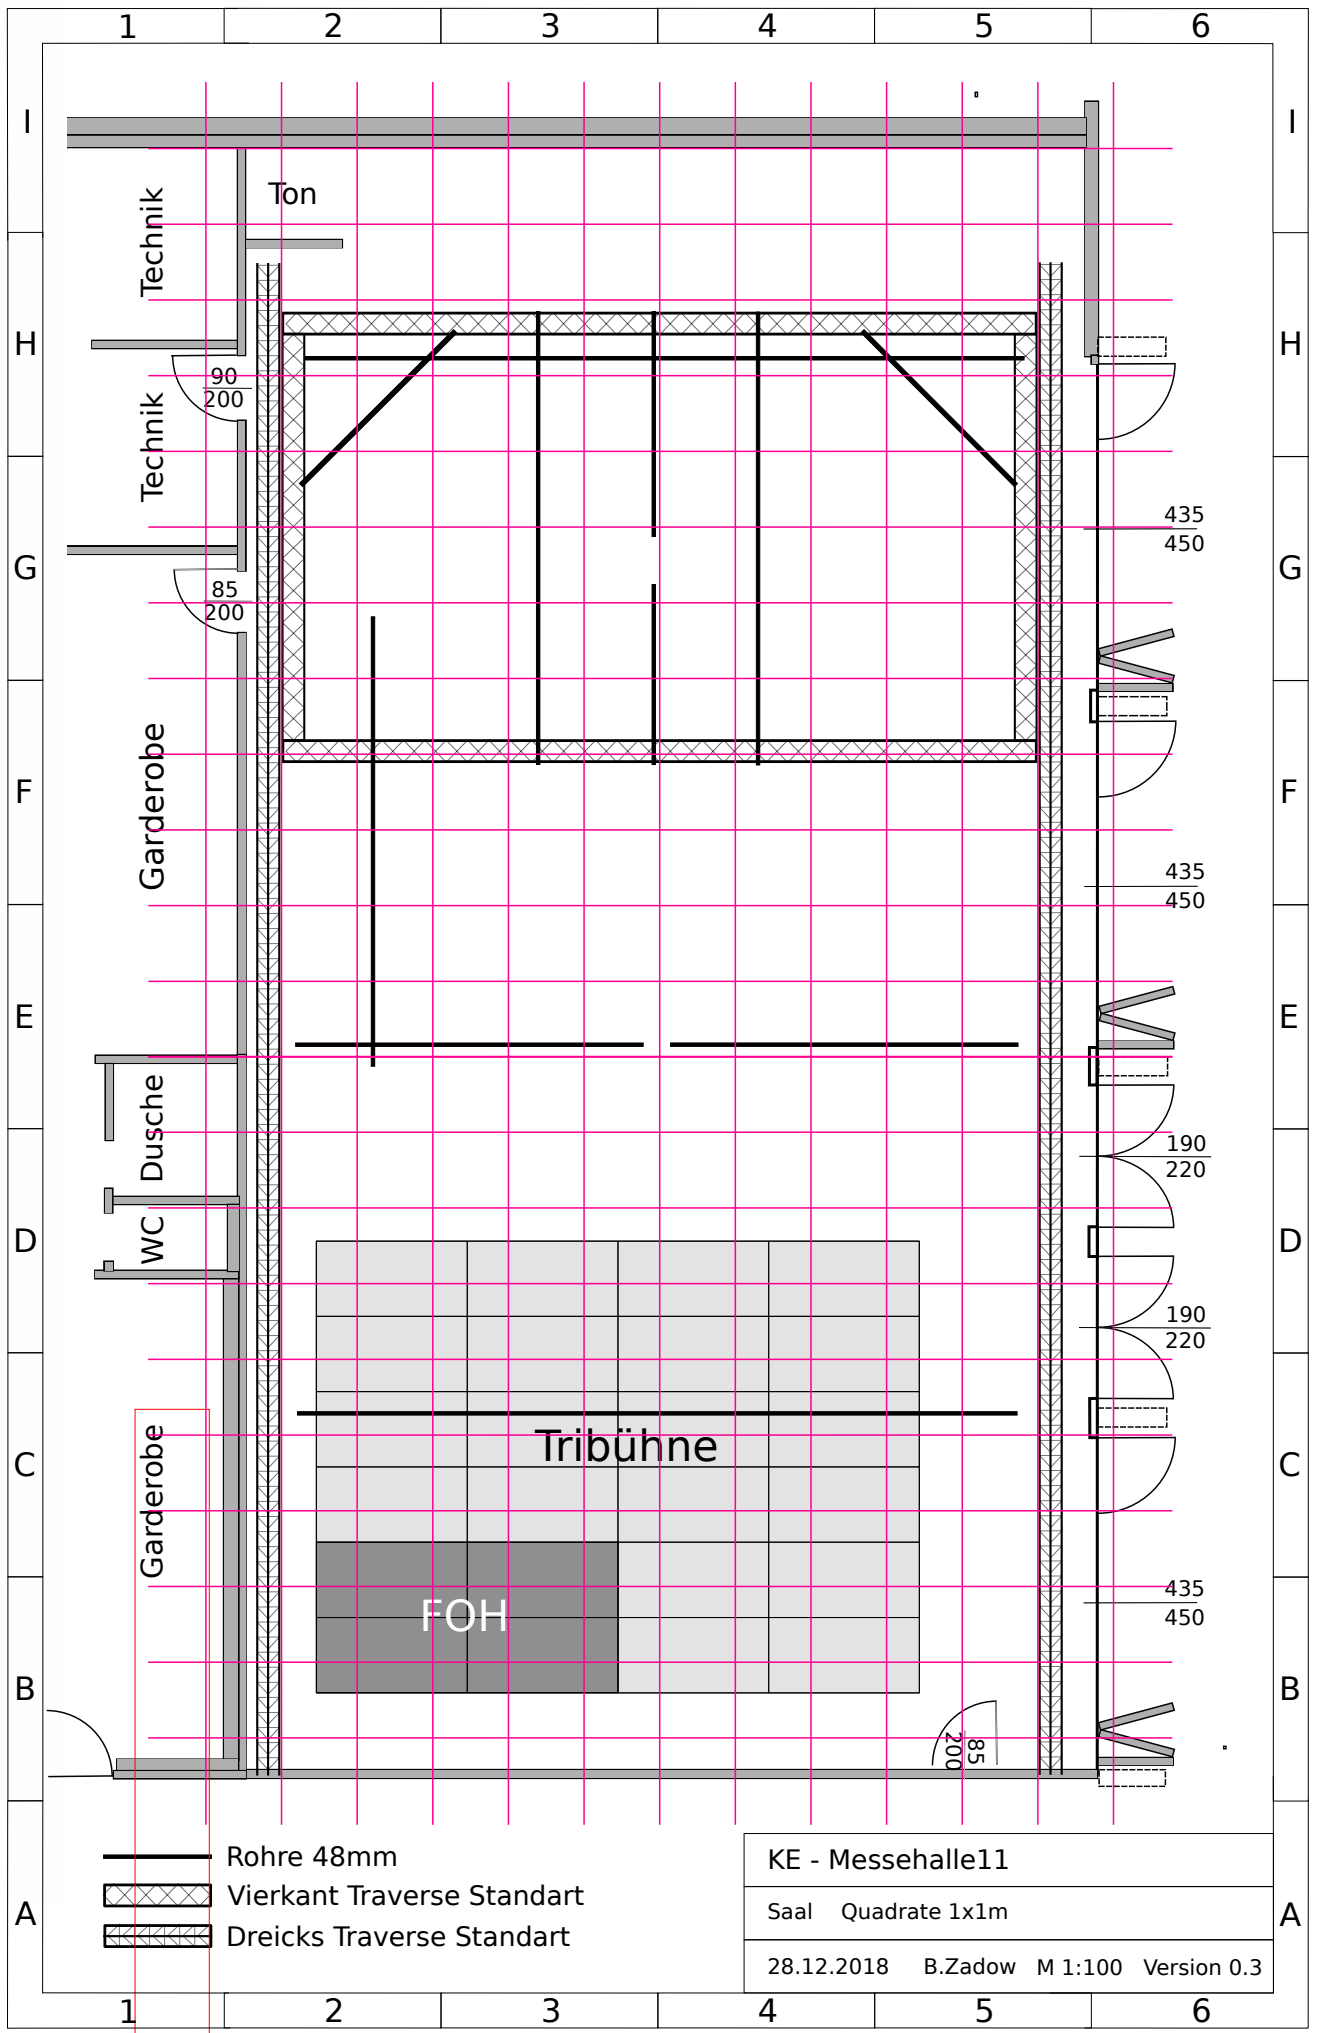 1 2 3 4 5 6
I I
Technik
Ton
H H
90
200
Technik
435
450
G G
85
200
Garderobe
F F
435
450
E E
Dusche
190
220
WC
D D
190
220
Tribühne
C C
Garderobe
435
450
FOH
B B
85
200
Rohre 48mm
Vierkant Traverse Standart
Dreicks Traverse Standart
A A
KE - Messehalle11
Saal Quadrate 1x1m
28.12.2018 B.Zadow M 1:100 Version 0.3
1 2 3 4 5 6